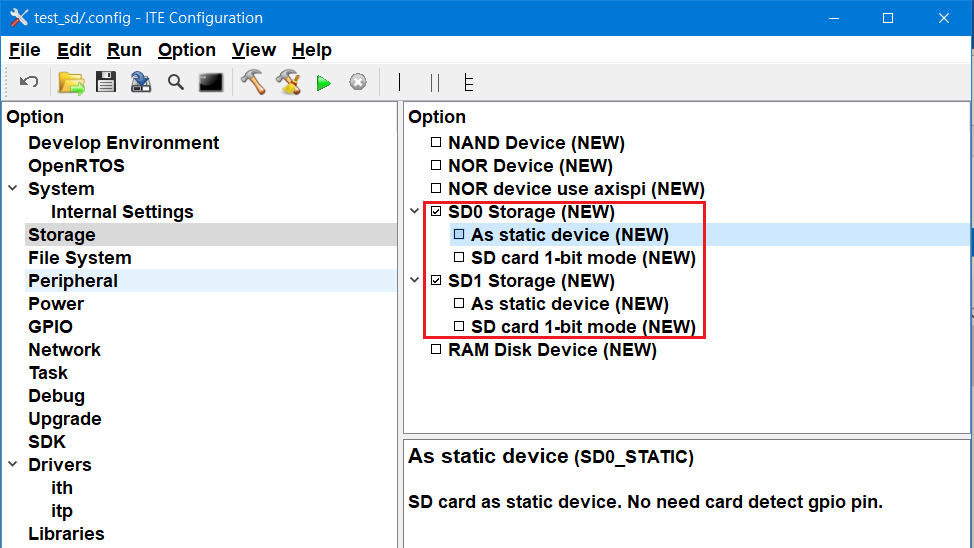 test_sd/.config - ITE Configuration
File Edit Run Option View Help
Option
Develop Environment
OpenRTOS
System
Internal Settings
Storage
File System
Peripheral
Power
GPIO
Network
Task
Debug
Upgrade
SDK
Drivers
ith
itp
Libraries
Option
NAND Device (NEW)
NOR Device (NEW)
NOR device use axispi (NEW)
SD0 Storage (NEW)
As static device (NEW)
SD card 1-bit mode (NEW)
SD1 Storage (NEW)
As static device (NEW)
SD card 1-bit mode (NEW)
RAM Disk Device (NEW)
As static device (SD0_STATIC)
SD card as static device. No need card detect gpio pin.